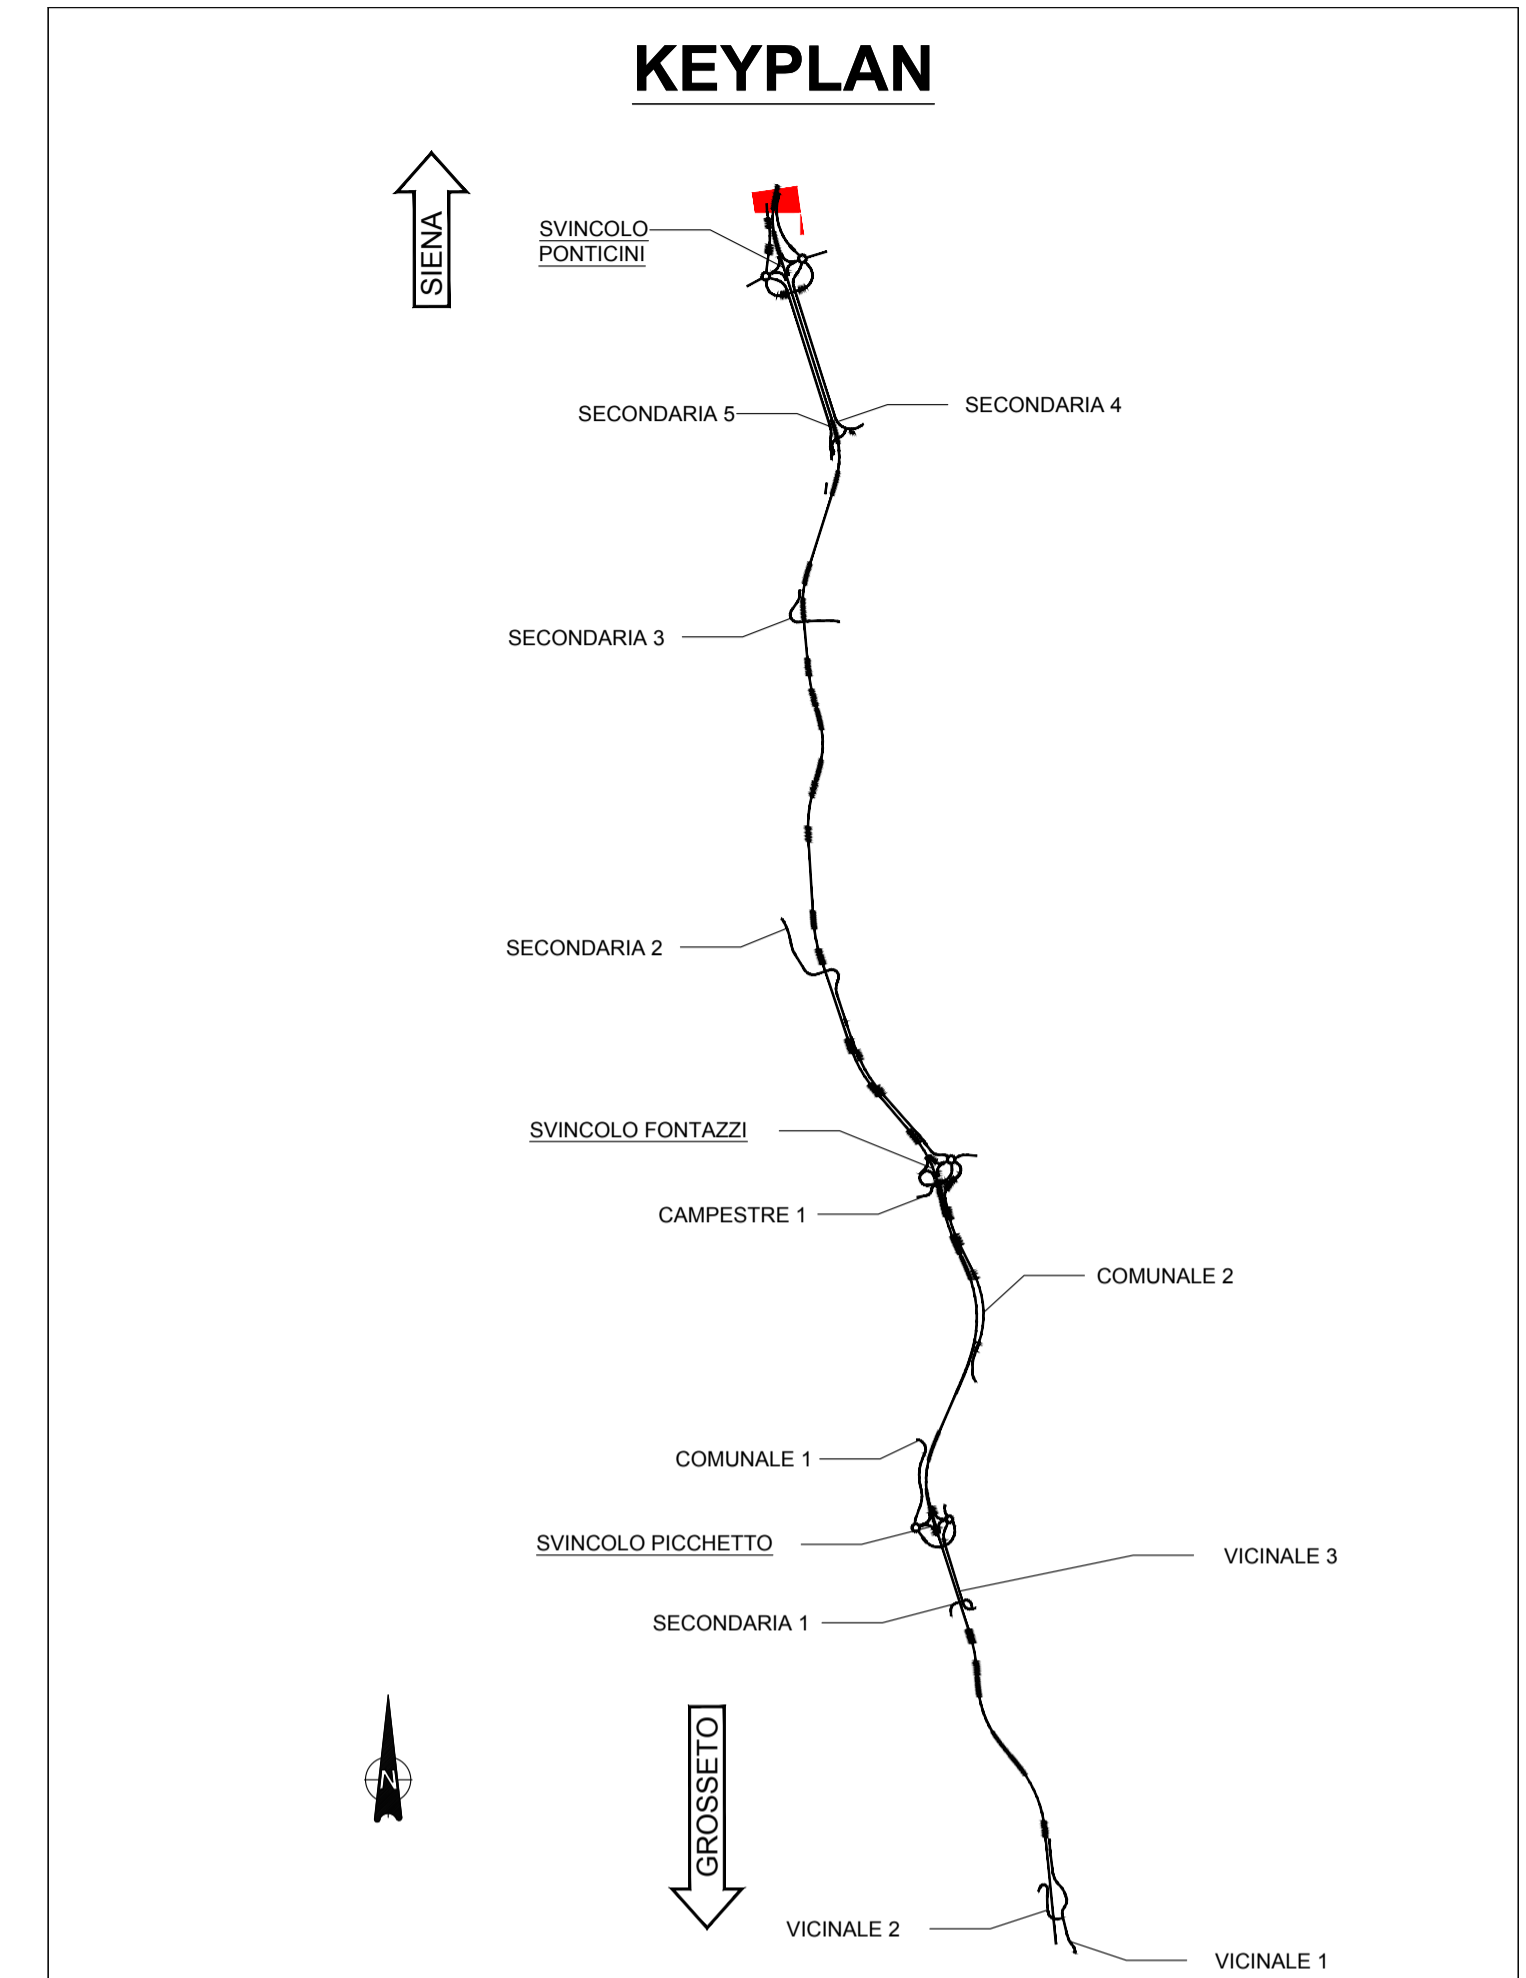 KEYPLAN
SIENA
SVINCOLO
PONTICINI
SECONDARIA 4
SECONDARIA 5
SECONDARIA 3
SECONDARIA 2
SVINCOLO FONTAZZI
CAMPESTRE 1
COMUNALE 2
COMUNALE 1
SVINCOLO PICCHETTO
VICINALE 3
SECONDARIA 1
GROSSETO
N
VICINALE 2
VICINALE 1